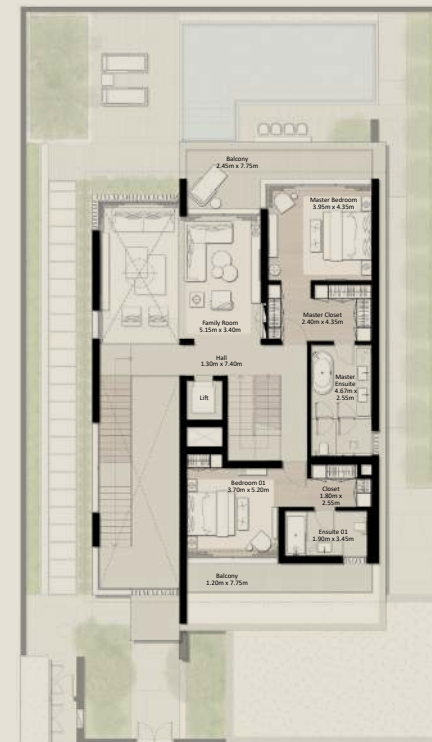 Balcony
2.45m x 7.75m
Master Bedroom
3.95m x 4.35m
Master Closet
2.40m x 4.35m
Family Room
5.15m x 3.40m
Hall
1.30m x 7.40m
Master
Ensuite
4.67m x
2.55m
Lift
Bedroom 01
3.70m x 5.20m
Closet
1.80m x
2.55m
Ensuite 01
1.90m x 3.45m
Balcony
1.20m x 7.75m